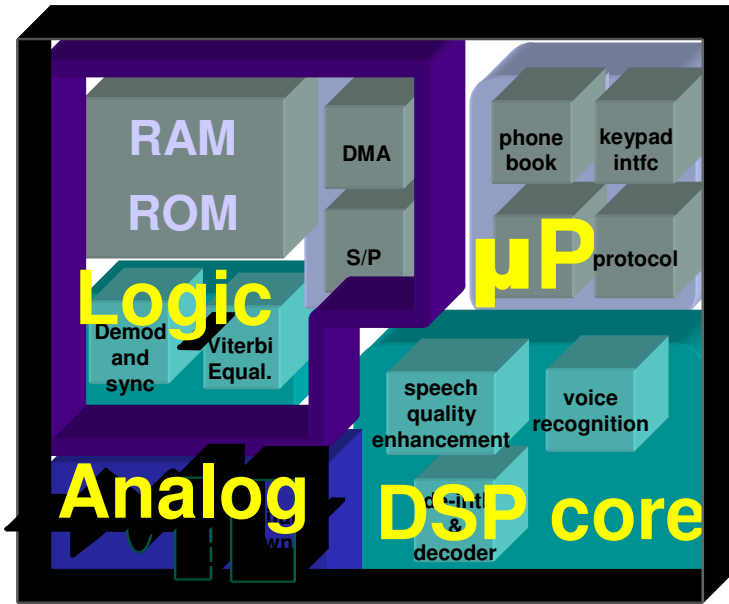 RAM
ROM
DMA
S/P
phone
book
keypad
intfc
protocol
µP
Logic
Demod
and
sync
Viterbi
Equal.
speech
quality
enhancement
voice
recognition
&
decoder
DSP core
Analog